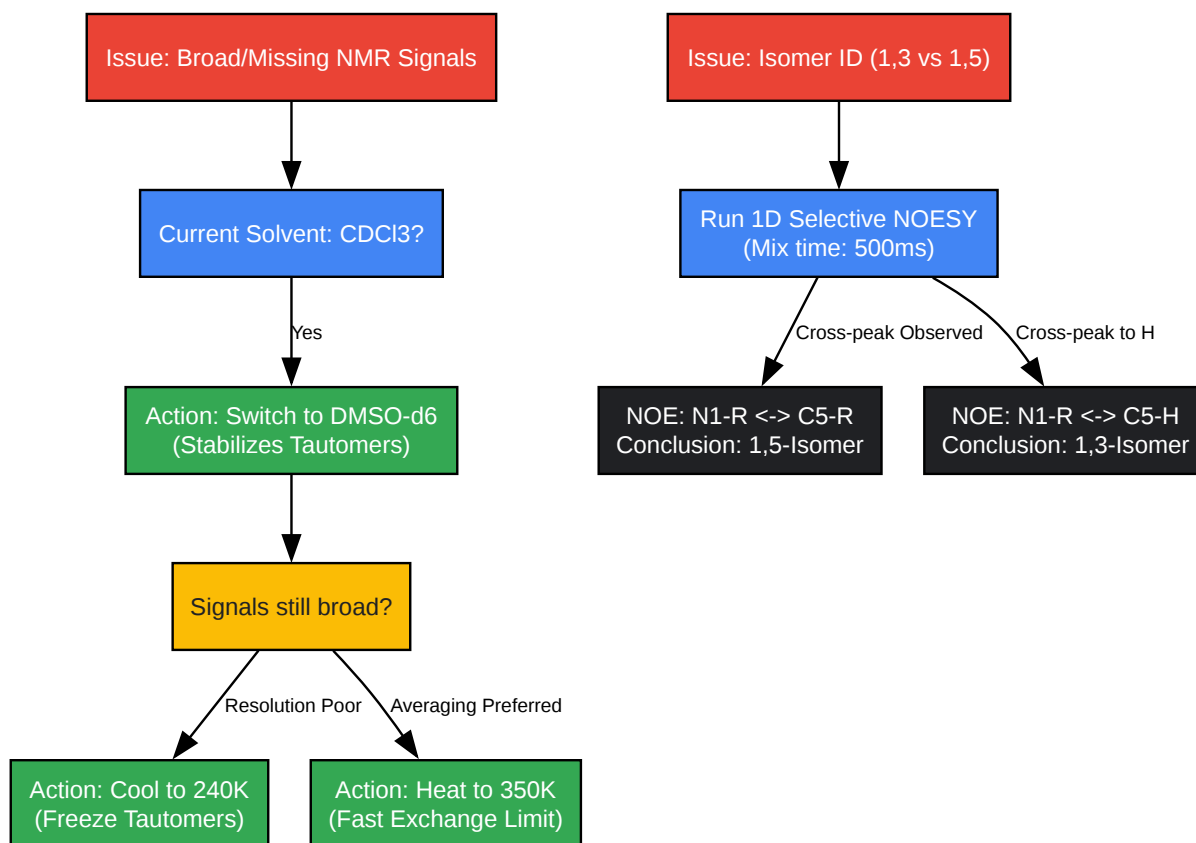 Issue: Broad/Missing NMR Signals
Current Solvent: CDCl3?
Yes
Action: Switch to DMSO-d6
(Stabilizes Tautomers)
Signals still broad?
Resolution Poor
Averaging Preferred
Action: Cool to 240K
(Freeze Tautomers)
Action: Heat to 350K
(Fast Exchange Limit)
Issue: Isomer ID (1,3 vs 1,5)
Run 1D Selective NOESY
(Mix time: 500ms)
Cross-peak Observed
Cross-peak to H
NOE: N1-R <-> C5-R
Conclusion: 1,5-Isomer
NOE: N1-R <-> C5-H
Conclusion: 1,3-Isomer